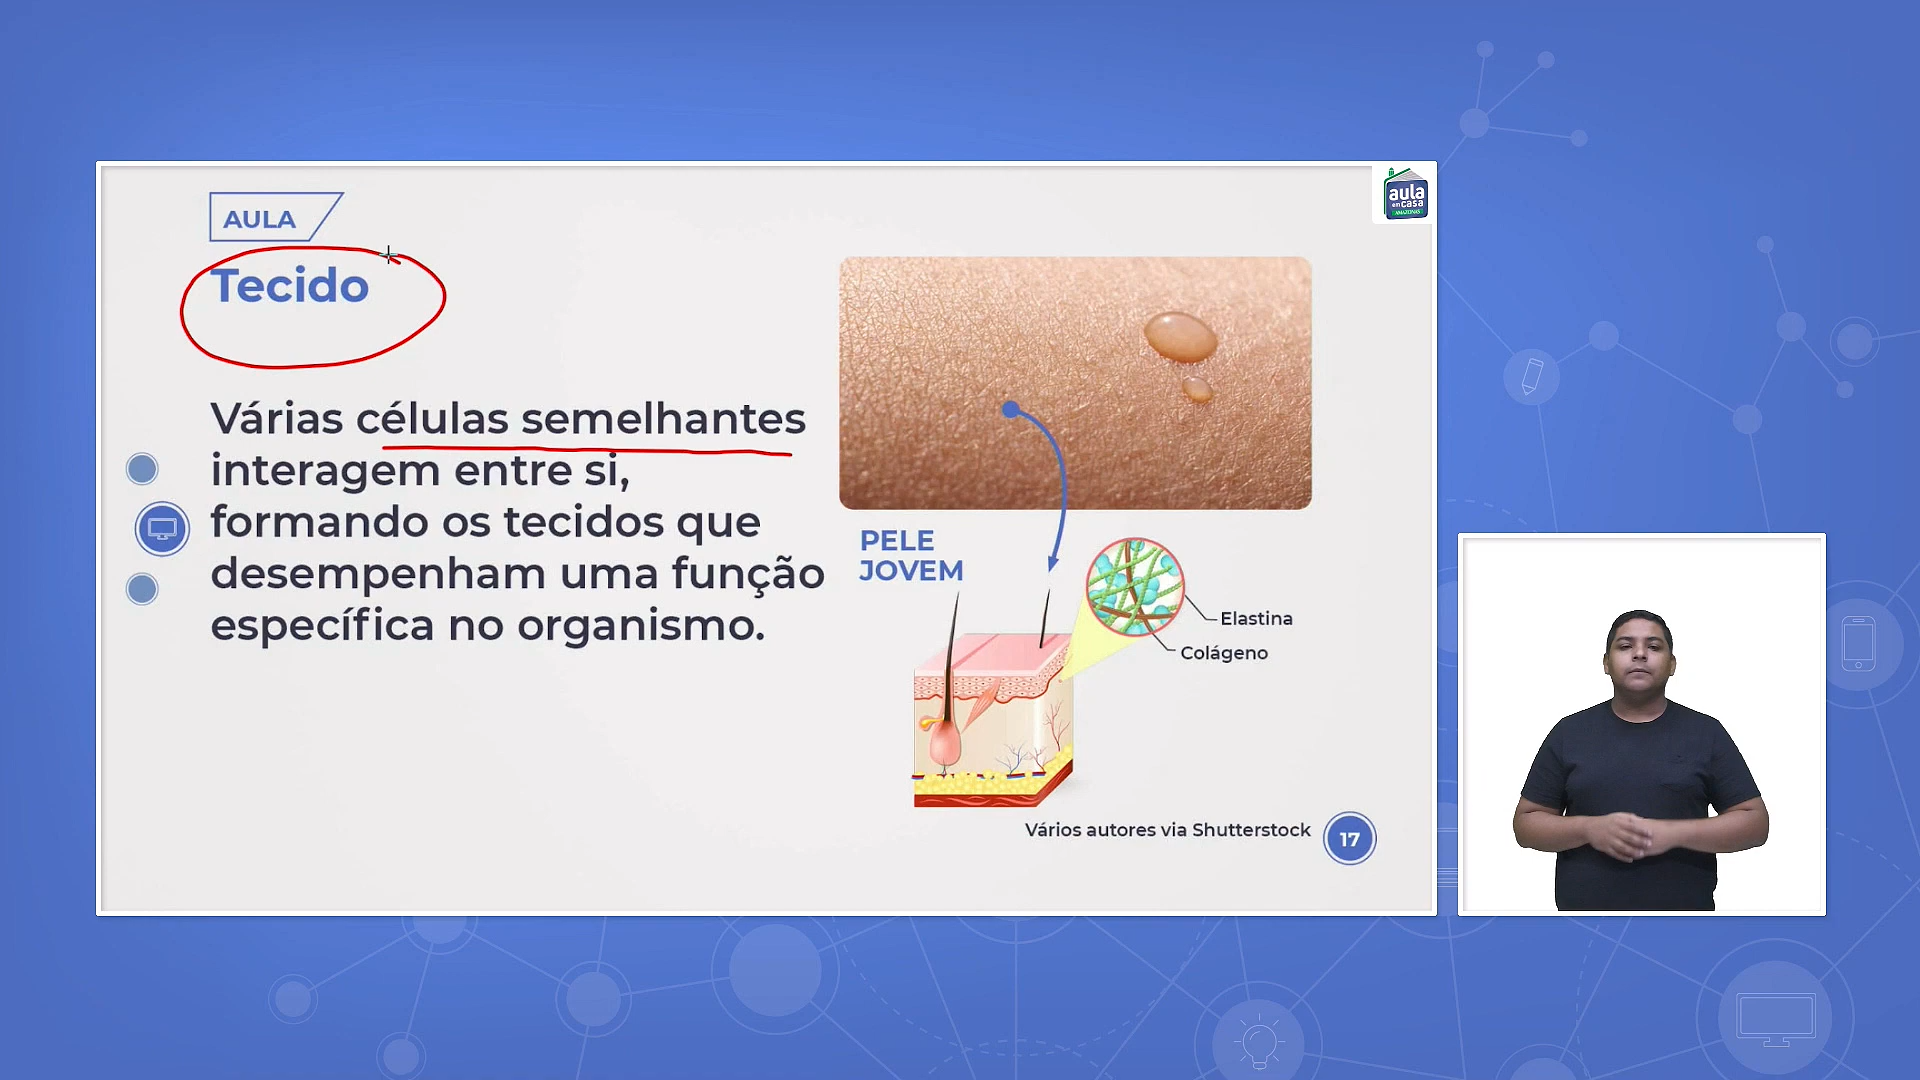 AULA
Tecido
Várias células semelhantes
interagem entre si,
formando os tecidos que
desempenham uma função
específica no organismo.
aula
em casa
AMAZONAS
PELE
JOVEM
Elastina
Colágeno
Vários autores via Shutterstock
17